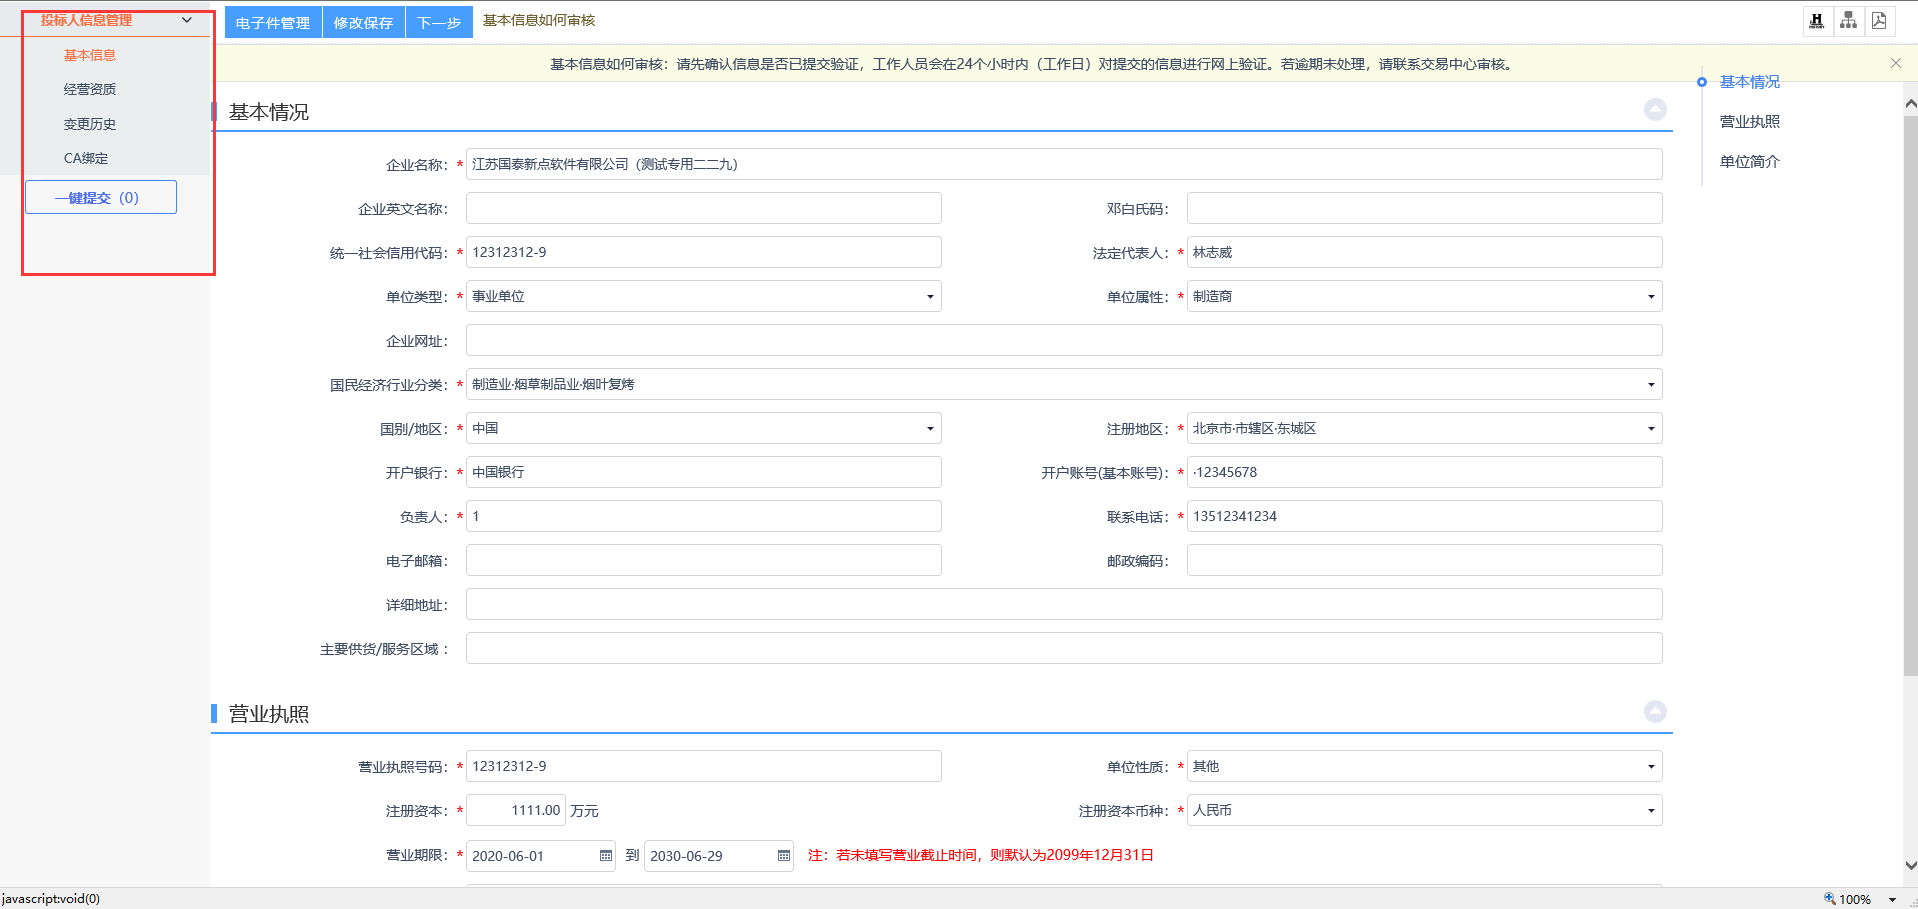 投标人信息管理
基本信息
经营资质
变更历史
CA绑定
一键提交（0）
电子件管理 修改保存 下一步 基本信息如何审核
基本信息如何审核：请先确认信息是否已提交验证，工作人员会在24个小时内（工作日）对提交的信息进行网上验证。若逾期未处理，请联系交易中心审核。
基本情况
营业执照
单位简介
基本情况
企业名称：* 江苏国泰新点软件有限公司（测试专用二二九）
企业英文名称： 邓白氏码：
统一社会信用代码：* 12312312-9 法定代表人：* 林志威
单位类型：* 事业单位 单位属性：* 制造商
企业网址：
国民经济行业分类：* 制造业·烟草制品业·烟叶复烤
国别/地区：* 中国 注册地区：* 北京市·市辖区·东城区
开户银行：* 中国银行 开户账号(基本账号)：* ·12345678
负责人：* 1 联系电话：* 13512341234
电子邮箱： 邮政编码：
详细地址：
主要供货/服务区域：
营业执照
营业执照号码：* 12312312-9 单位性质：* 其他
注册资本：* 1111.00 万元 注册资本币种：* 人民币
营业期限：* 2020-06-01 到 2030-06-29 注：若未填写营业截止时间，则默认为2099年12月31日
javascript:void(0) 100%